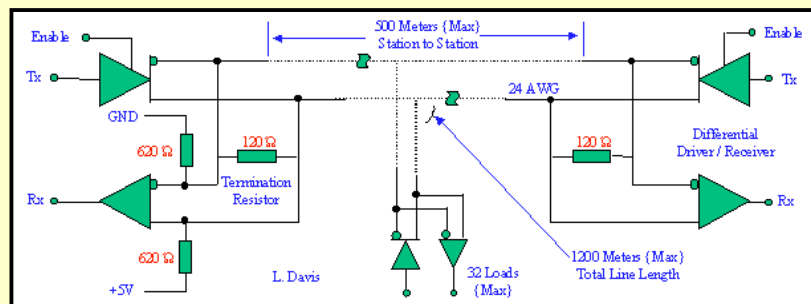 500 Meters {Max}
Station to Station
Enable
Enable
Tx
Tx
24 AWG
GND
620 Ω
120 Ω
120 Ω
Differential
Driver / Receiver
Termination
Resistor
Rx
Rx
620 Ω
+5V
L. Davis
32 Loads
{Max}
1200 Meters {Max}
Total Line Length